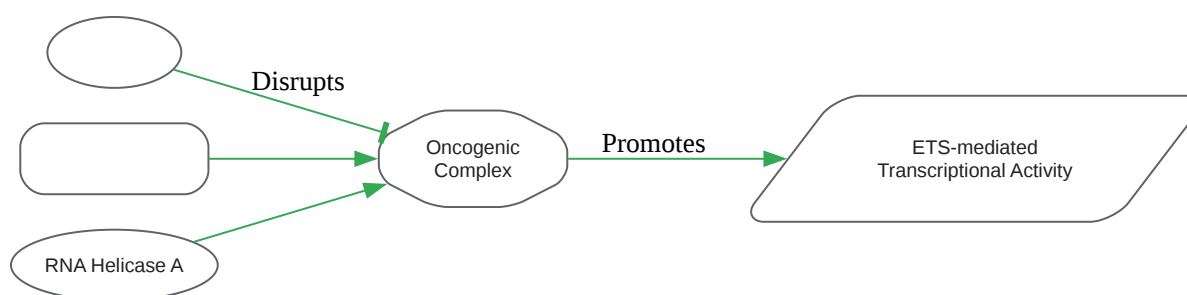 Disrupts
Oncogenic
Complex
Promotes
ETS-mediated
Transcriptional Activity
RNA Helicase A